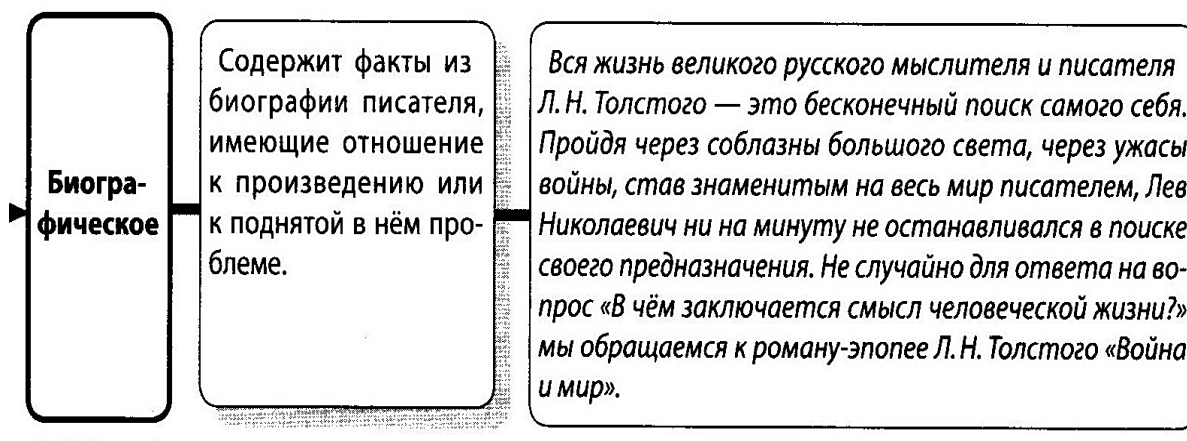 Биогра-
фическое
Содержит факты из
биографии писателя,
имеющие отношение
к произведению или
к поднятой в нём про-
блеме.
Вся жизнь великого русского мыслителя и писателя
Л. Н. Толстого — это бесконечный поиск самого себя.
Пройдя через соблазны большого света, через ужасы
войны, став знаменитым на весь мир писателем, Лев
Николаевич ни на минуту не останавливался в поиске
своего предназначения. Не случайно для ответа на во-
прос «В чём заключается смысл человеческой жизни?»
мы обращаемся к роману-эпопее Л. Н. Толстого «Война
и мир».